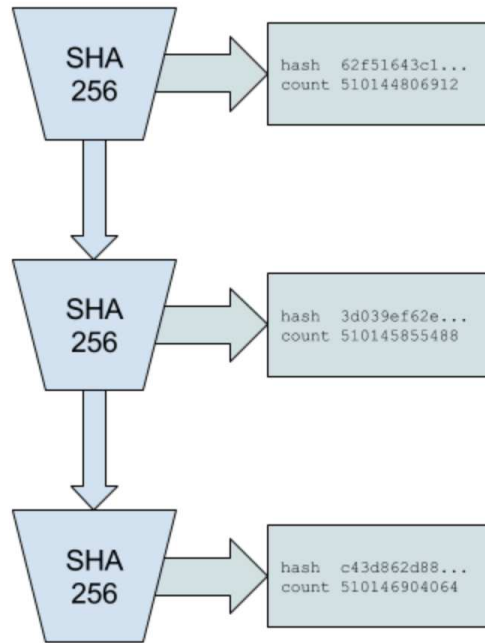 SHA
256
hash  62f51643c1...
count 510144806912
SHA
256
hash  3d039ef62e...
count 510145855488
SHA
256
hash  c43d862d88...
count 510146904064